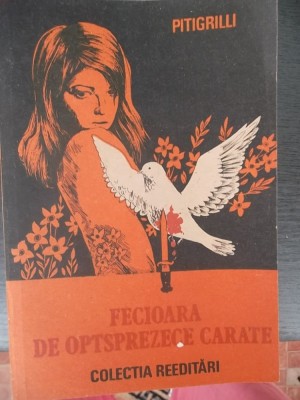 PITIGRILLI
FECIOARA
DE OPTSPREZECE CARATE
COLECTIA REEDITĂRI